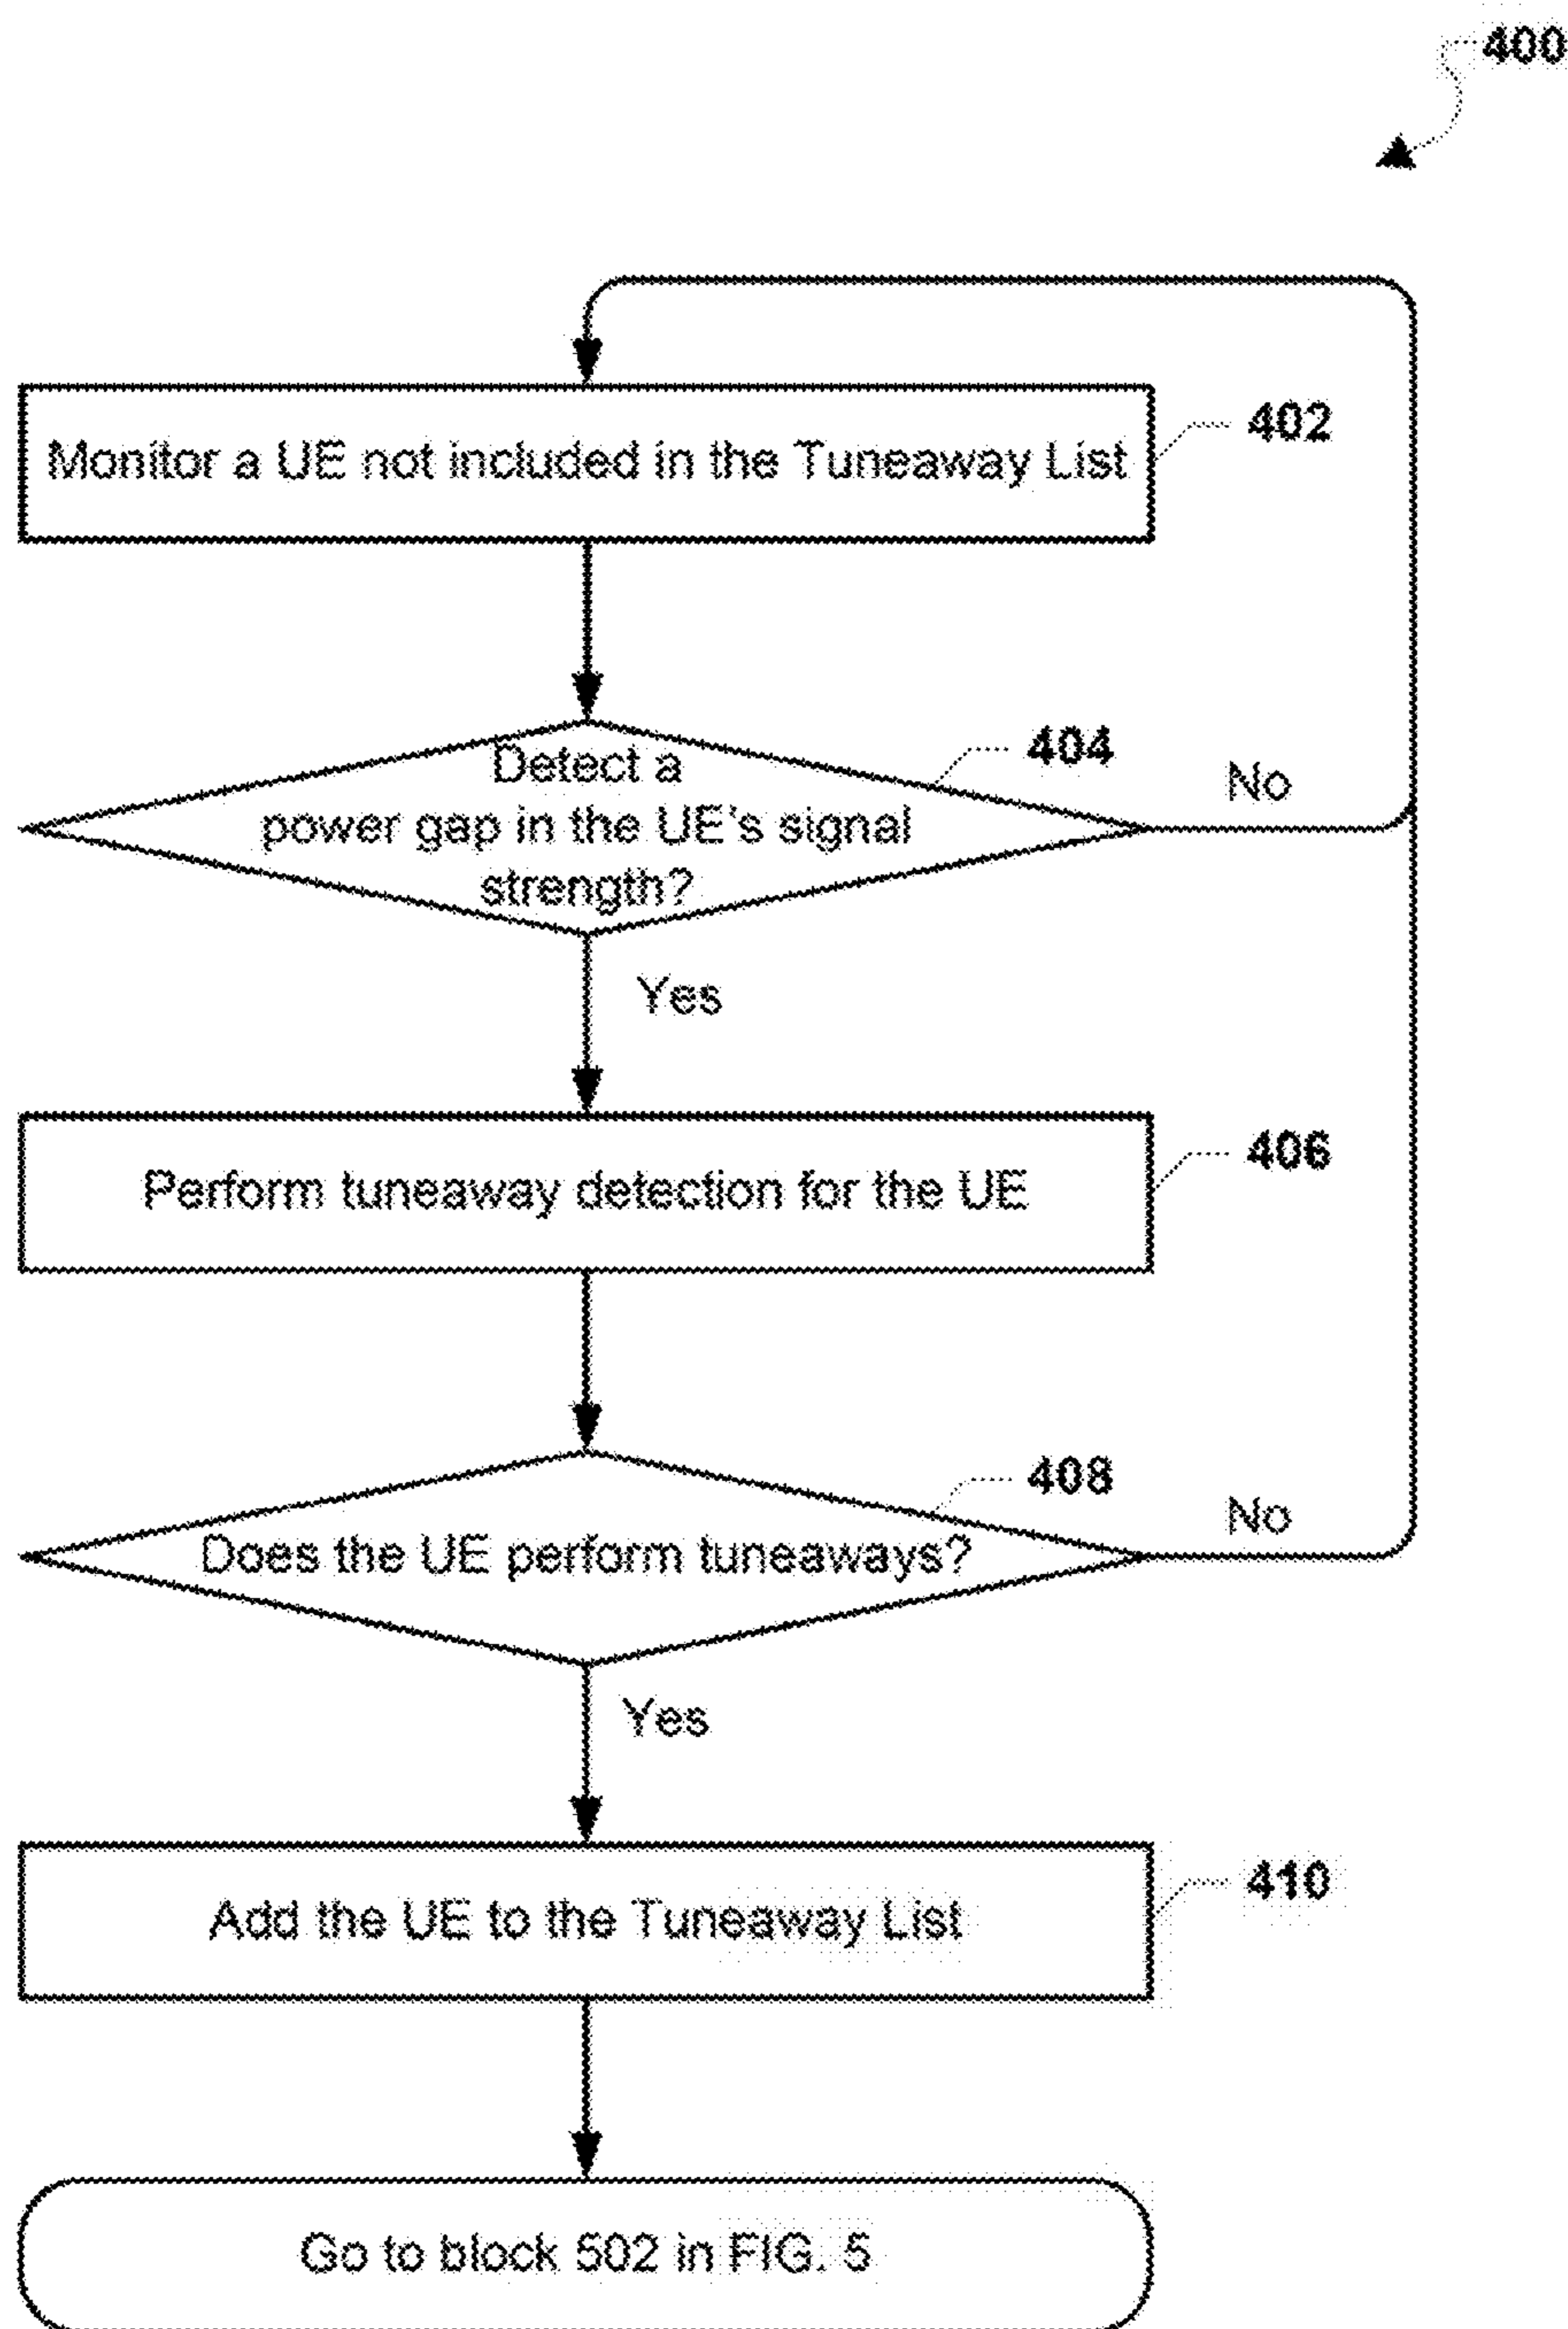 400
Monitor a UE not included in the Tuneaway List
402
Detect a
power gap in the UE's signal
strength?
404
No
Yes
Perform tuneaway detection for the UE
406
Does the UE perform tuneaways?
408
No
Yes
Add the UE to the Tuneaway List
410
Go to block 502 in FIG. 5